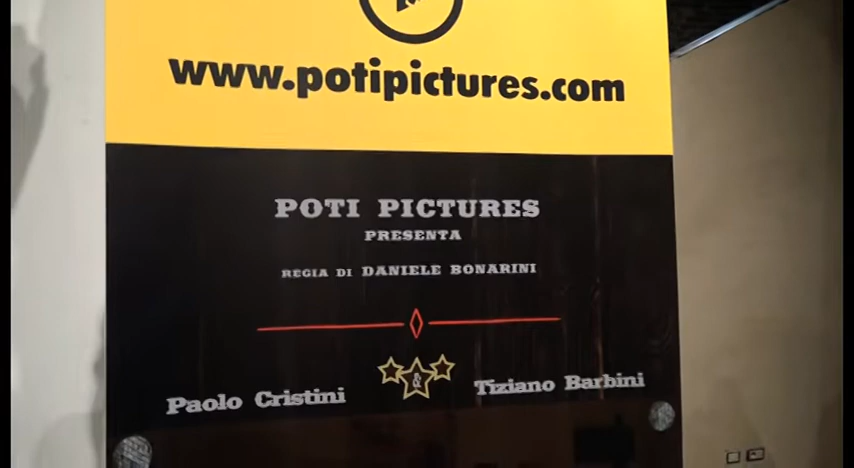 www.potipictures.com
POTI PICTURES
PRESENTA
REGIA DI DANIELE BONARINI
&
Paolo Cristini
Tiziano Barbini